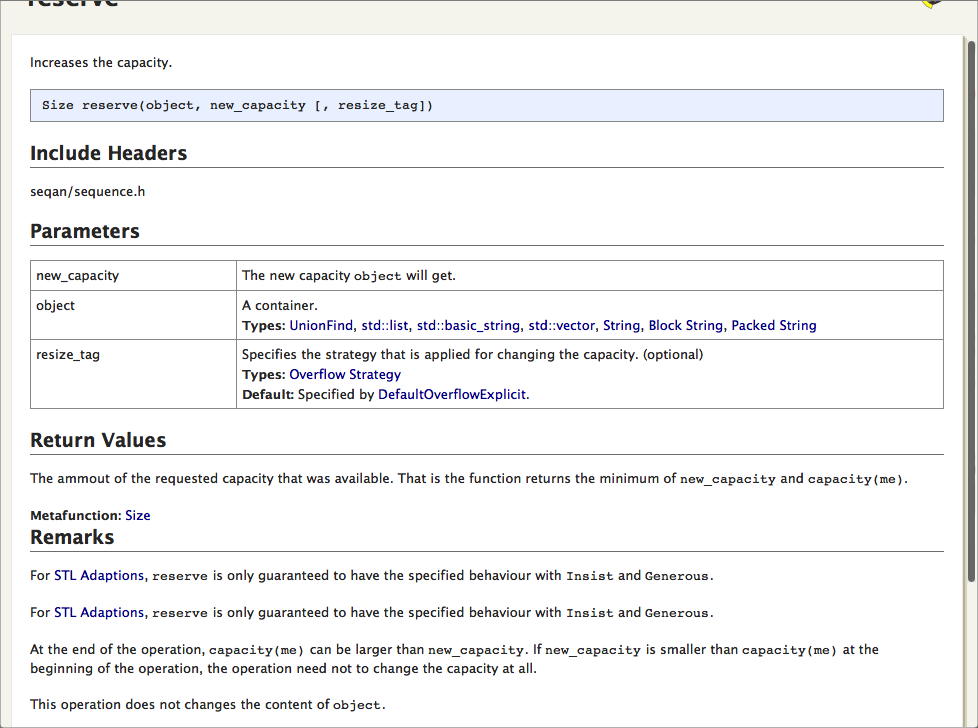 reserve
Increases the capacity.
Size reserve(object, new_capacity [, resize_tag])
Include Headers
seqan/sequence.h
Parameters
new_capacity The new capacity object will get.
object A container.
Types: UnionFind, std::list, std::basic_string, std::vector, String, Block String, Packed String
resize_tag Specifies the strategy that is applied for changing the capacity. (optional)
Types: Overflow Strategy
Default: Specified by DefaultOverflowExplicit.
Return Values
The ammout of the requested capacity that was available. That is the function returns the minimum of new_capacity and capacity(me).
Metafunction: Size
Remarks
For STL Adaptions, reserve is only guaranteed to have the specified behaviour with Insist and Generous.
For STL Adaptions, reserve is only guaranteed to have the specified behaviour with Insist and Generous.
At the end of the operation, capacity(me) can be larger than new_capacity. If new_capacity is smaller than capacity(me) at the
beginning of the operation, the operation need not to change the capacity at all.
This operation does not changes the content of object.